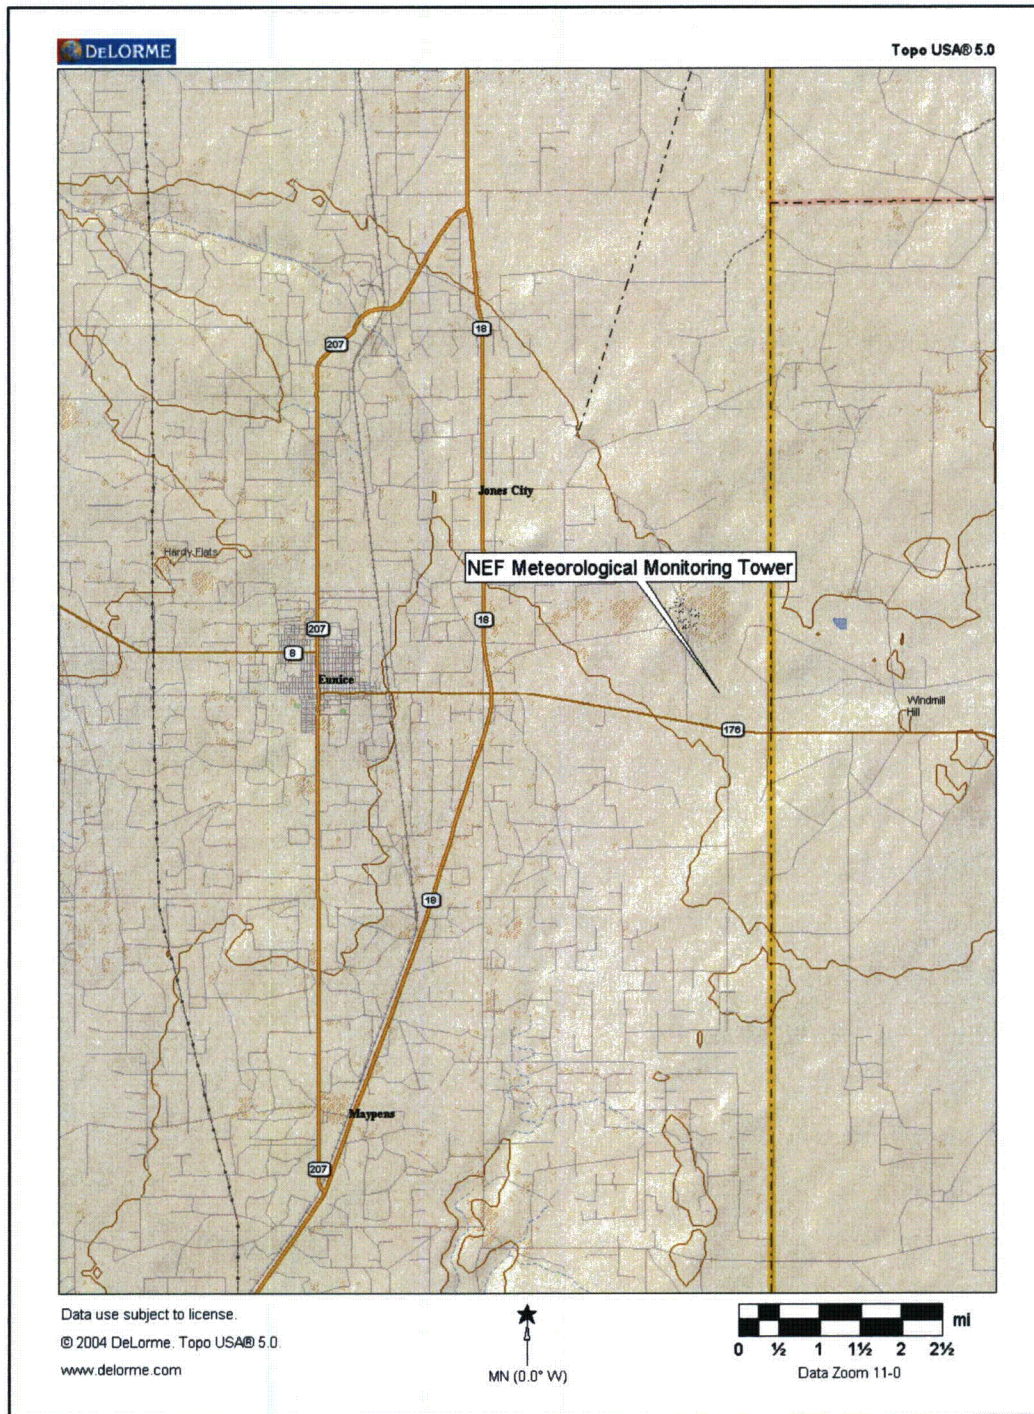 DELORME
Topo USA® 5.0
207
18
Jones City
Hardy Flats
NEF Meteorological Monitoring Tower
207
18
8
Eunice
Windmill
Hill
176
18
Maypens
207
Data use subject to license.
© 2004 DeLorme. Topo USA® 5.0.
www.delorme.com
MN (0.0° W)
mi
0 ½ 1 1½ 2 2½
Data Zoom 11-0